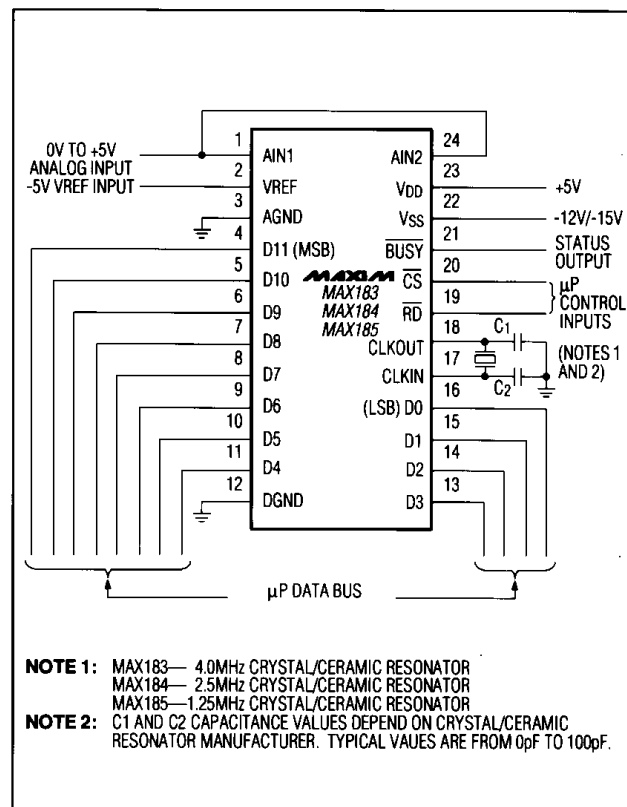 0V TO +5V
ANALOG INPUT
-5V VREF INPUT
1
AIN1
2
VREF
3
AGND
4
D11 (MSB)
5
D10
6
D9
7
D8
8
D7
9
D6
10
D5
11
D4
12
DGND
MAXIM
MAX183
MAX184
MAX185
24
AIN2
23
VDD
+5V
22
VSS
-12V/-15V
21
BUSY
STATUS
OUTPUT
20
CS
µP
CONTROL
INPUTS
19
RD
18
CLKOUT
C1
17
CLKIN
C2
(NOTES 1
AND 2)
16
(LSB) D0
15
D1
14
D2
13
D3
µP DATA BUS
NOTE 1: MAX183— 4.0MHz CRYSTAL/CERAMIC RESONATOR
MAX184— 2.5MHz CRYSTAL/CERAMIC RESONATOR
MAX185—1.25MHz CRYSTAL/CERAMIC RESONATOR
NOTE 2: C1 AND C2 CAPACITANCE VALUES DEPEND ON CRYSTAL/CERAMIC
RESONATOR MANUFACTURER. TYPICAL VAUES ARE FROM 0pF TO 100pF.